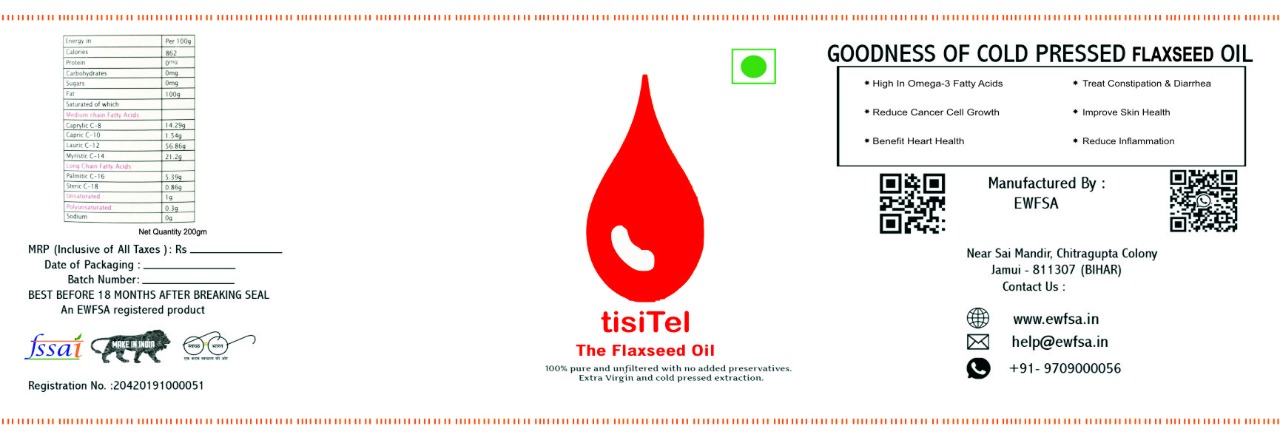 Energy in Per 100g
Calories 862
Protein 0mg
Carbohydrates 0mg
Sugars 0mg
Fat 100g
Saturated of which
Medium chain Fatty Acids
Caprylic C-8 14.29g
Capric C-10 1.54g
Lauric C-12 56.86g
Myristic C-14 21.2g
Long Chain Fatty Acids
Palmitic C-16 5.39g
Steric C-18 0.86g
Unsaturated 1g
Polyunsaturated 0.3g
Sodium 0g
Net Quantity 200gm
MRP (Inclusive of All Taxes ) : Rs
Date of Packaging :
Batch Number:
BEST BEFORE 18 MONTHS AFTER BREAKING SEAL
An EWFSA registered product
fssai
MAKE IN INDIA
स्वच्छ भारत
एक कदम स्वच्छता की ओर
Registration No. :20420191000051
tisiTel
The Flaxseed Oil
100% pure and unfiltered with no added preservatives.
Extra Virgin and cold pressed extraction.
GOODNESS OF COLD PRESSED FLAXSEED OIL
* High In Omega-3 Fatty Acids
* Treat Constipation & Diarrhea
* Reduce Cancer Cell Growth
* Improve Skin Health
* Benefit Heart Health
* Reduce Inflammation
Manufactured By :
EWFSA
Near Sai Mandir, Chitragupta Colony
Jamui - 811307 (BIHAR)
Contact Us :
www.ewfsa.in
help@ewfsa.in
+91- 9709000056